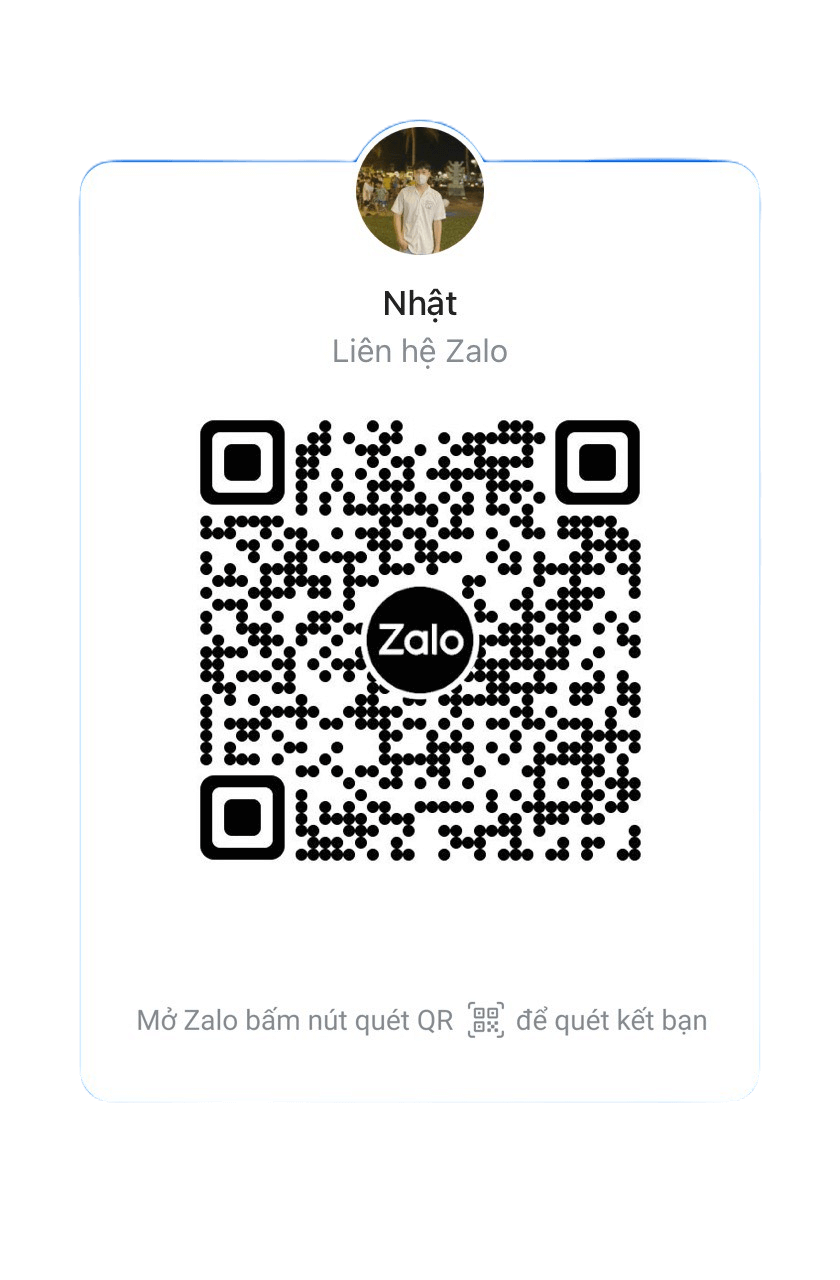 Nhật
Liên hệ Zalo
Zalo
Mở Zalo bấm nút quét QR để quét kết bạn